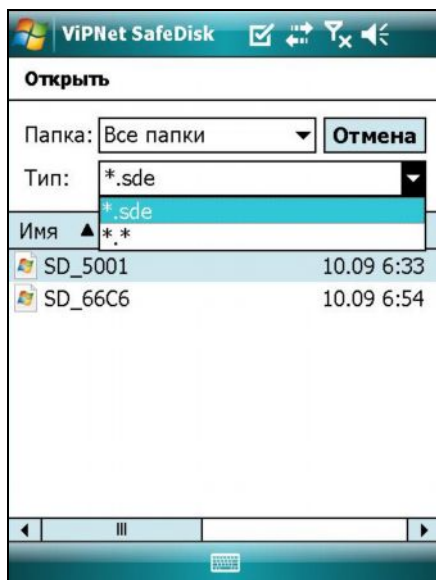 ViPNet SafeDisk
Открыть
Папка: Все папки Отмена
Тип: *.sde
*.sde
Имя *.*
SD_5001 10.09 6:33
SD_66C6 10.09 6:54